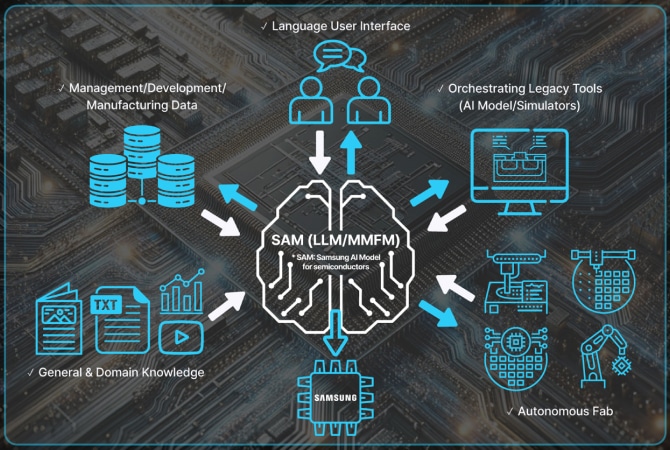 ✓ Language User Interface
✓ Management/Development/
Manufacturing Data
✓ Orchestrating Legacy Tools
(AI Model/Simulators)
SAM (LLM/MMFM)
* SAM: Samsung AI Model
for semiconductors
TXT
✓ General & Domain Knowledge
SAMSUNG
✓ Autonomous Fab